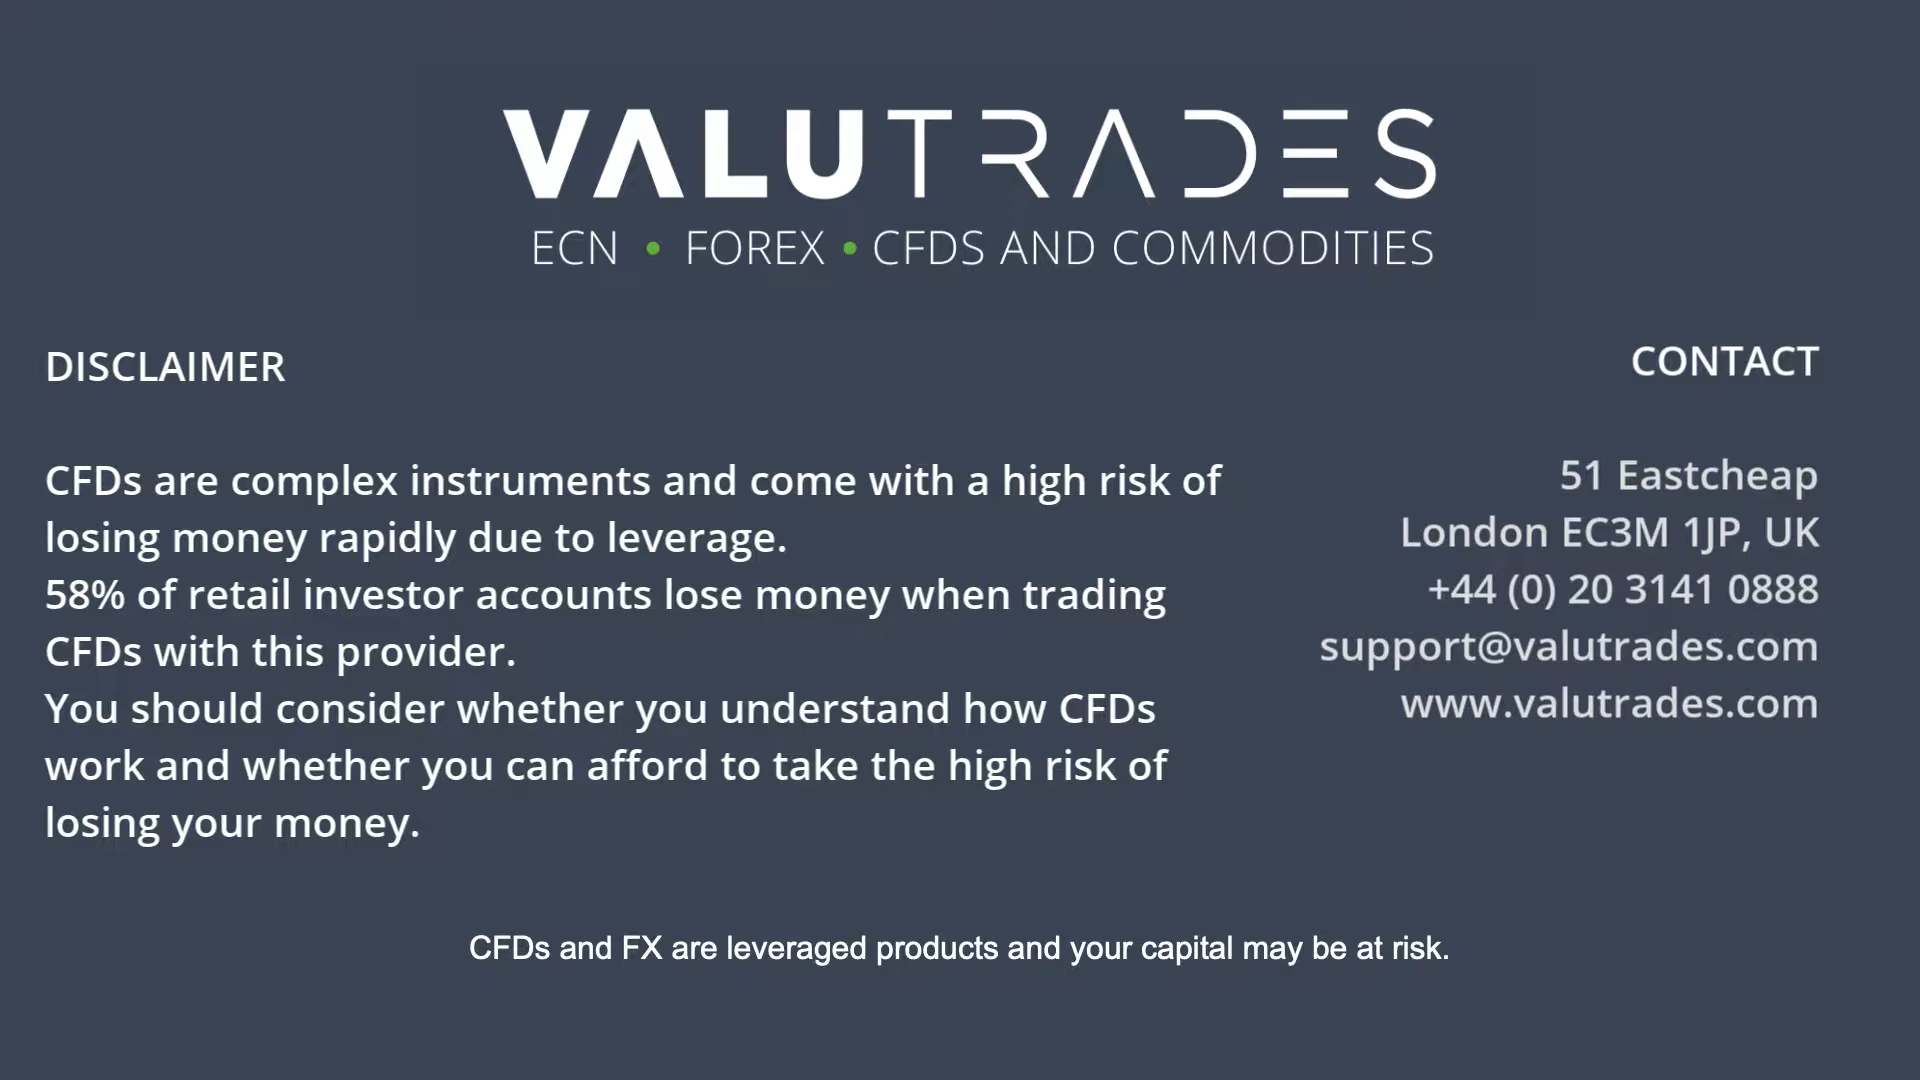 VALUTRADES
ECN • FOREX • CFDS AND COMMODITIES
DISCLAIMER
CFDs are complex instruments and come with a high risk of
losing money rapidly due to leverage.
58% of retail investor accounts lose money when trading
CFDs with this provider.
You should consider whether you understand how CFDs
work and whether you can afford to take the high risk of
losing your money.
CONTACT
51 Eastcheap
London EC3M 1JP, UK
+44 (0) 20 3141 0888
support@valutrades.com
www.valutrades.com
CFDs and FX are leveraged products and your capital may be at risk.